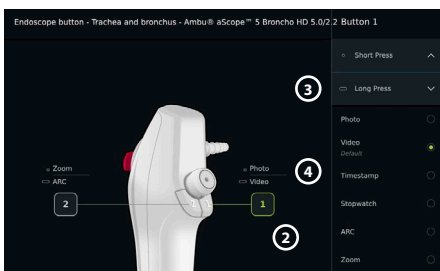 Endoscope button - Trachea and bronchus - Ambu® aScope™ 5 Broncho HD 5.0/2.2
Button 1
Short Press
3
Long Press
Photo
Video
Default
Zoom
ARC
Photo
Video
4
Timestamp
2
1
Stopwatch
2
ARC
Zoom